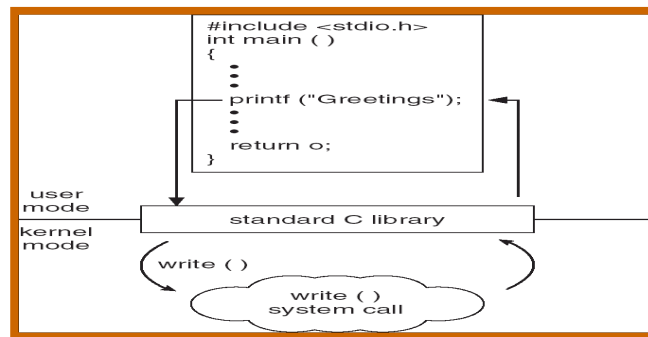 #include <stdio.h>
int main ( )
{
•
•
•
printf ("Greetings");
•
•
•
return o;
}
user
mode
standard C library
kernel
mode
write ( )
write ( )
system call